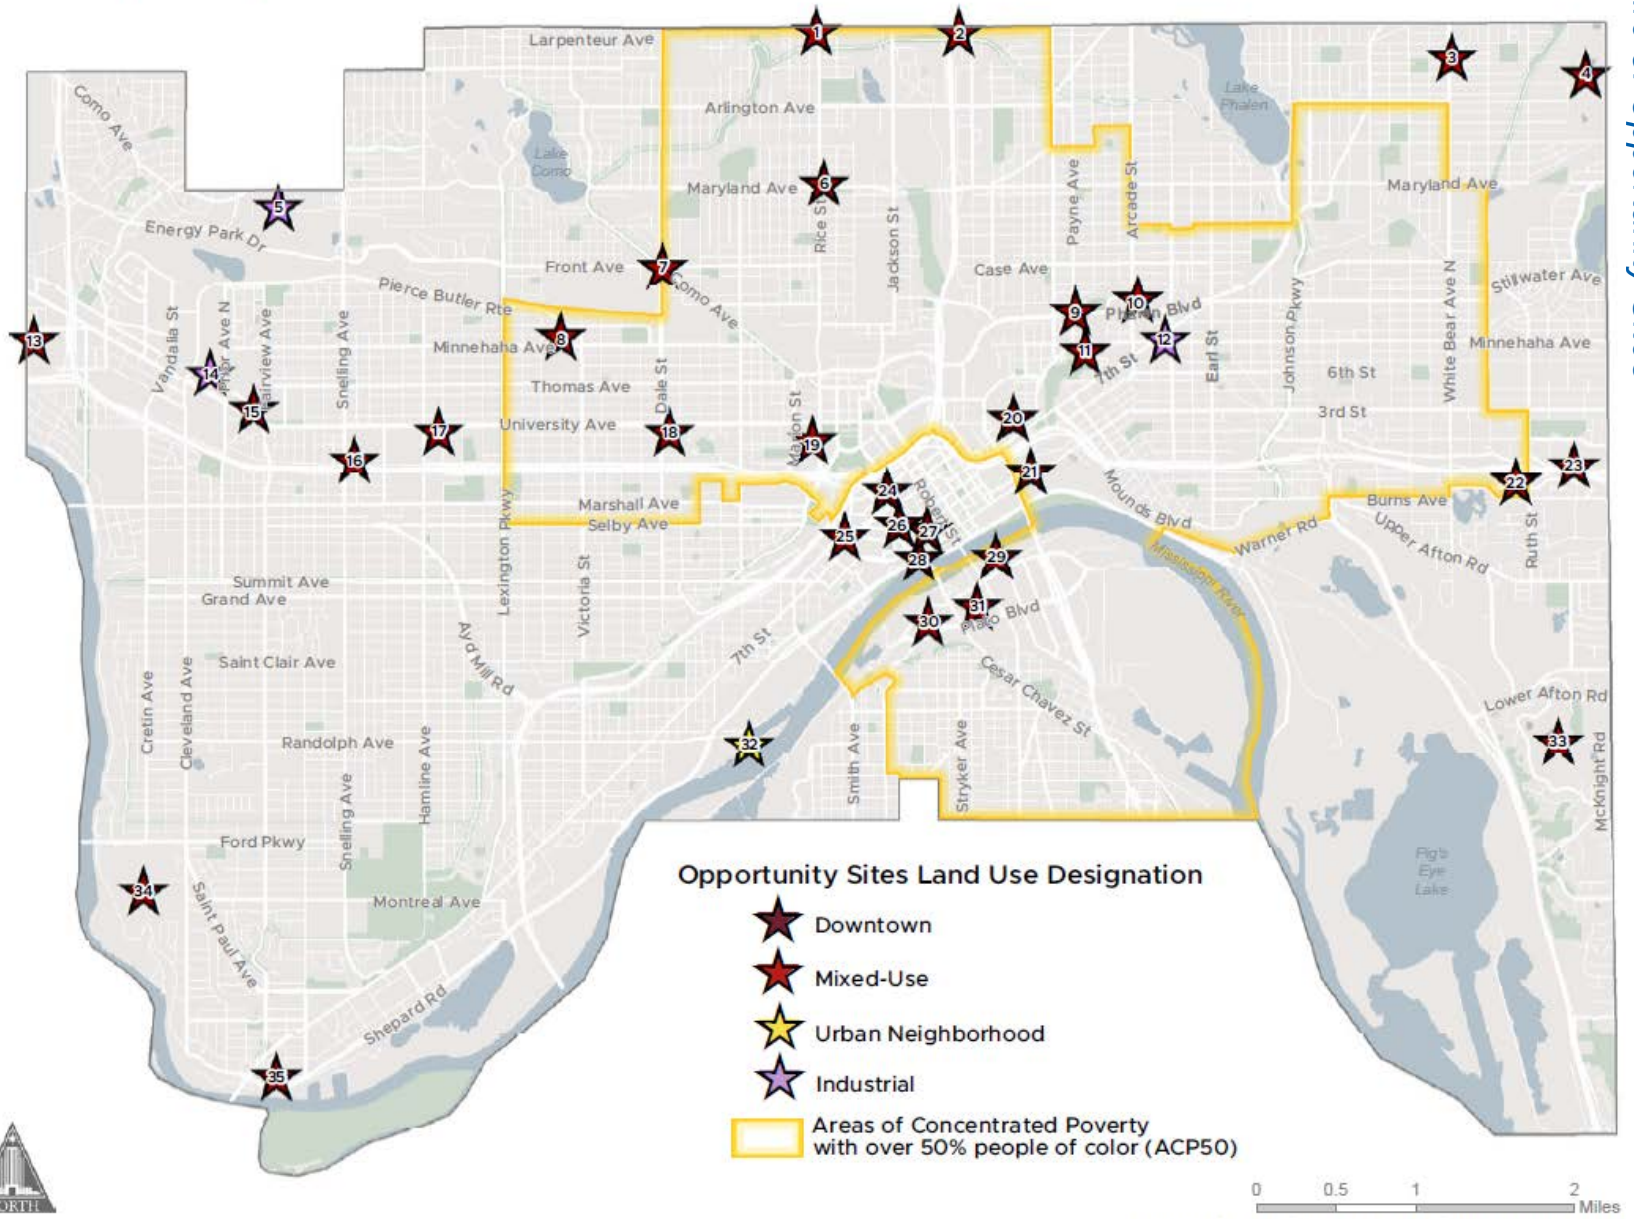 Larpenteur Ave
1
2
3
4
Como Ave
Lake
Phalen
Arlington Ave
Lake
Como
Maryland Ave
6
Maryland Ave
5
Energy Park Dr
Rice St
Jackson St
Payne Ave
Arcade St
Front Ave
7
Como Ave
Case Ave
Stillwater Ave
Pierce Butler Rte
9
10
Phalen Blvd
White Bear Ave N
Johnson Pkwy
13
Vandalia St
Prior Ave N
Fairview Ave
Snelling Ave
Minnehaha Ave
8
11
12
7th St
Earl St
Minnehaha Ave
14
15
Thomas Ave
Dale St
6th St
3rd St
16
17
University Ave
18
Marion St
19
20
21
22
23
24
Robert St
Marshall Ave
Selby Ave
Lexington Pkwy
25
26
27
28
29
Mounds Blvd
Burns Ave
Warner Rd
Upper Afton Rd
Ruth St
Mississippi River
Summit Ave
Grand Ave
Victoria St
30
31
Plato Blvd
7th St
Ayd Mill Rd
Saint Clair Ave
Cretin Ave
Cleveland Ave
Cesar Chavez St
Lower Afton Rd
Randolph Ave
Hamline Ave
32
Smith Ave
Stryker Ave
33
McKnight Rd
Snelling Ave
Ford Pkwy
34
Saint Paul Ave
Montreal Ave
Pig's
Eye
Lake
Shepard Rd
35
Opportunity Sites Land Use Designation
Downtown
Mixed-Use
Urban Neighborhood
Industrial
Areas of Concentrated Poverty
with over 50% people of color (ACP50)
0 0.5 1 2
Miles